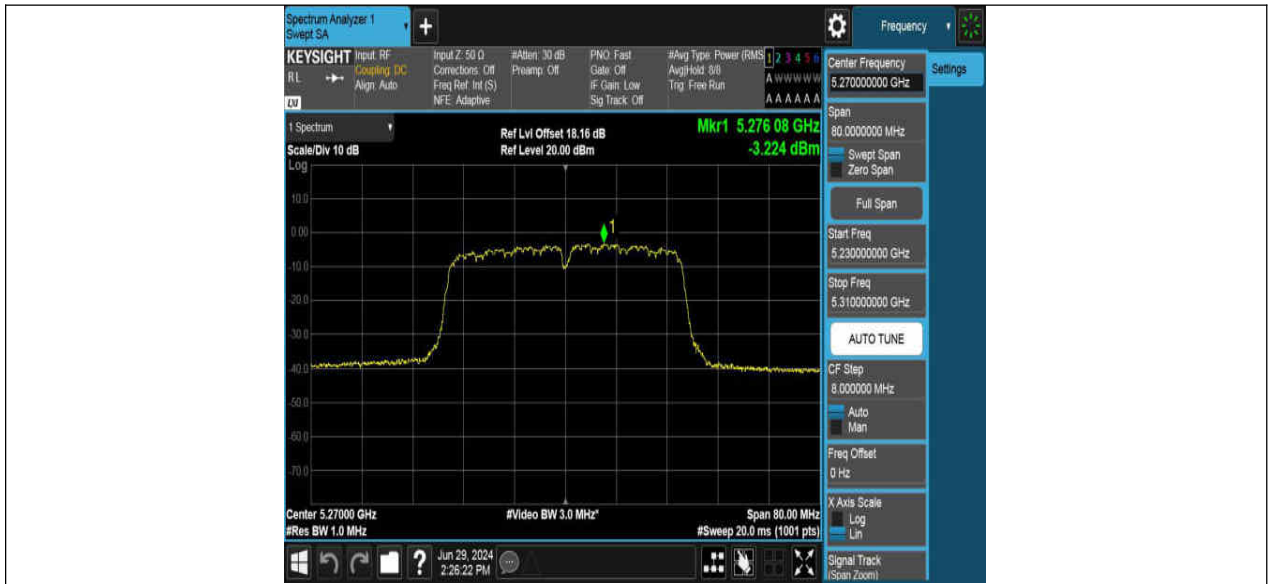 Spectrum Analyzer 1
Swept SA
+
Frequency
KEYSIGHT
RL
LXI
Input: RF
Coupling: DC
Align: Auto
Input Z: 50 Ω
Corrections: Off
Freq Ref: Int (S)
NFE: Adaptive
#Atten: 30 dB
Preamp: Off
PNO: Fast
Gate: Off
IF Gain: Low
Sig Track: Off
#Avg Type: Power (RMS
Avg|Hold: 8/8
Trig: Free Run
1 2 3 4 5 6
A W W W W W
A A A A A A
1 Spectrum
Scale/Div 10 dB
Log
Ref Lvl Offset 18.16 dB
Ref Level 20.00 dBm
Mkr1 5.276 08 GHz
-3.224 dBm
10.0
0.00
-10.0
-20.0
-30.0
-40.0
-50.0
-60.0
-70.0
1
Center 5.27000 GHz
#Res BW 1.0 MHz
#Video BW 3.0 MHz*
Span 80.00 MHz
#Sweep 20.0 ms (1001 pts)
?
Jun 29, 2024
2:26:22 PM
Center Frequency
5.270000000 GHz
Settings
Span
80.0000000 MHz
Swept Span
Zero Span
Full Span
Start Freq
5.230000000 GHz
Stop Freq
5.310000000 GHz
AUTO TUNE
CF Step
8.000000 MHz
Auto
Man
Freq Offset
0 Hz
X Axis Scale
Log
Lin
Signal Track
(Span Zoom)